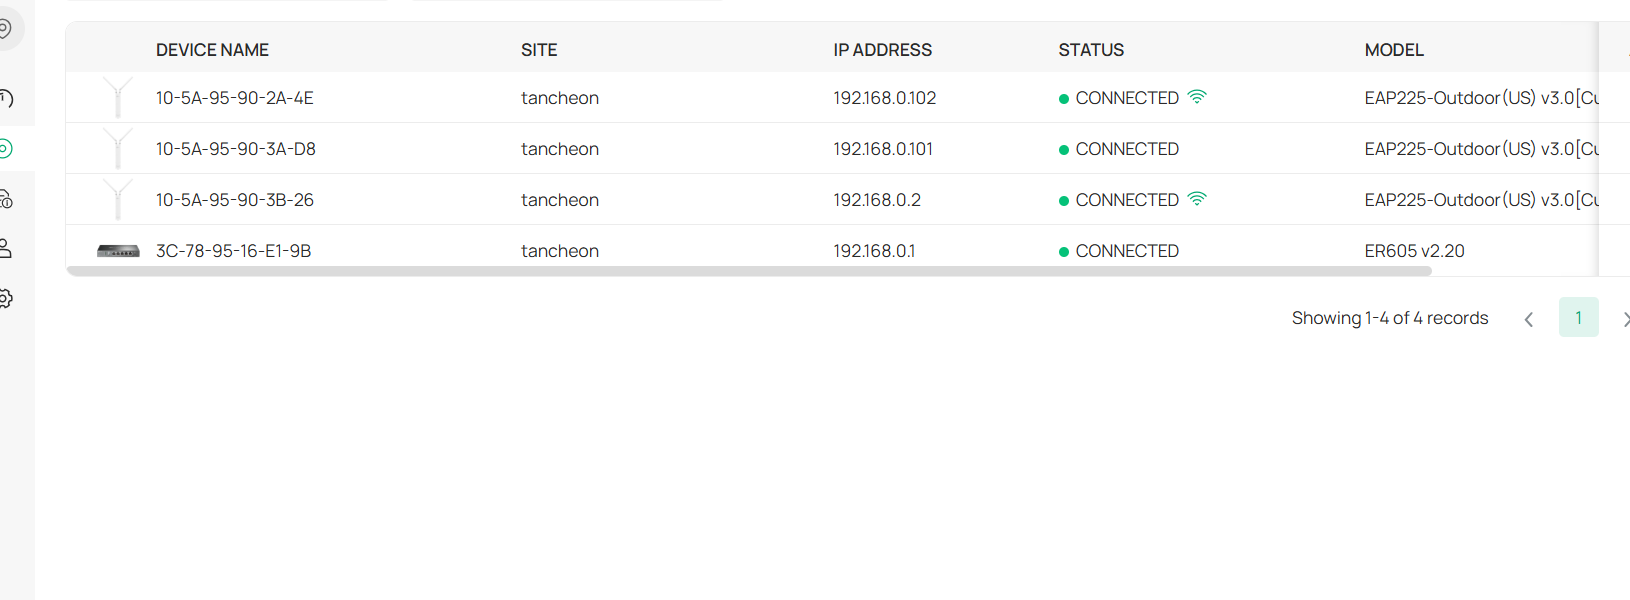 DEVICE NAME SITE IP ADDRESS STATUS MODEL
10-5A-95-90-2A-4E tancheon 192.168.0.102 CONNECTED EAP225-Outdoor(US) v3.0[Cu
10-5A-95-90-3A-D8 tancheon 192.168.0.101 CONNECTED EAP225-Outdoor(US) v3.0[Cu
10-5A-95-90-3B-26 tancheon 192.168.0.2 CONNECTED EAP225-Outdoor(US) v3.0[Cu
3C-78-95-16-E1-9B tancheon 192.168.0.1 CONNECTED ER605 v2.20
Showing 1-4 of 4 records 1